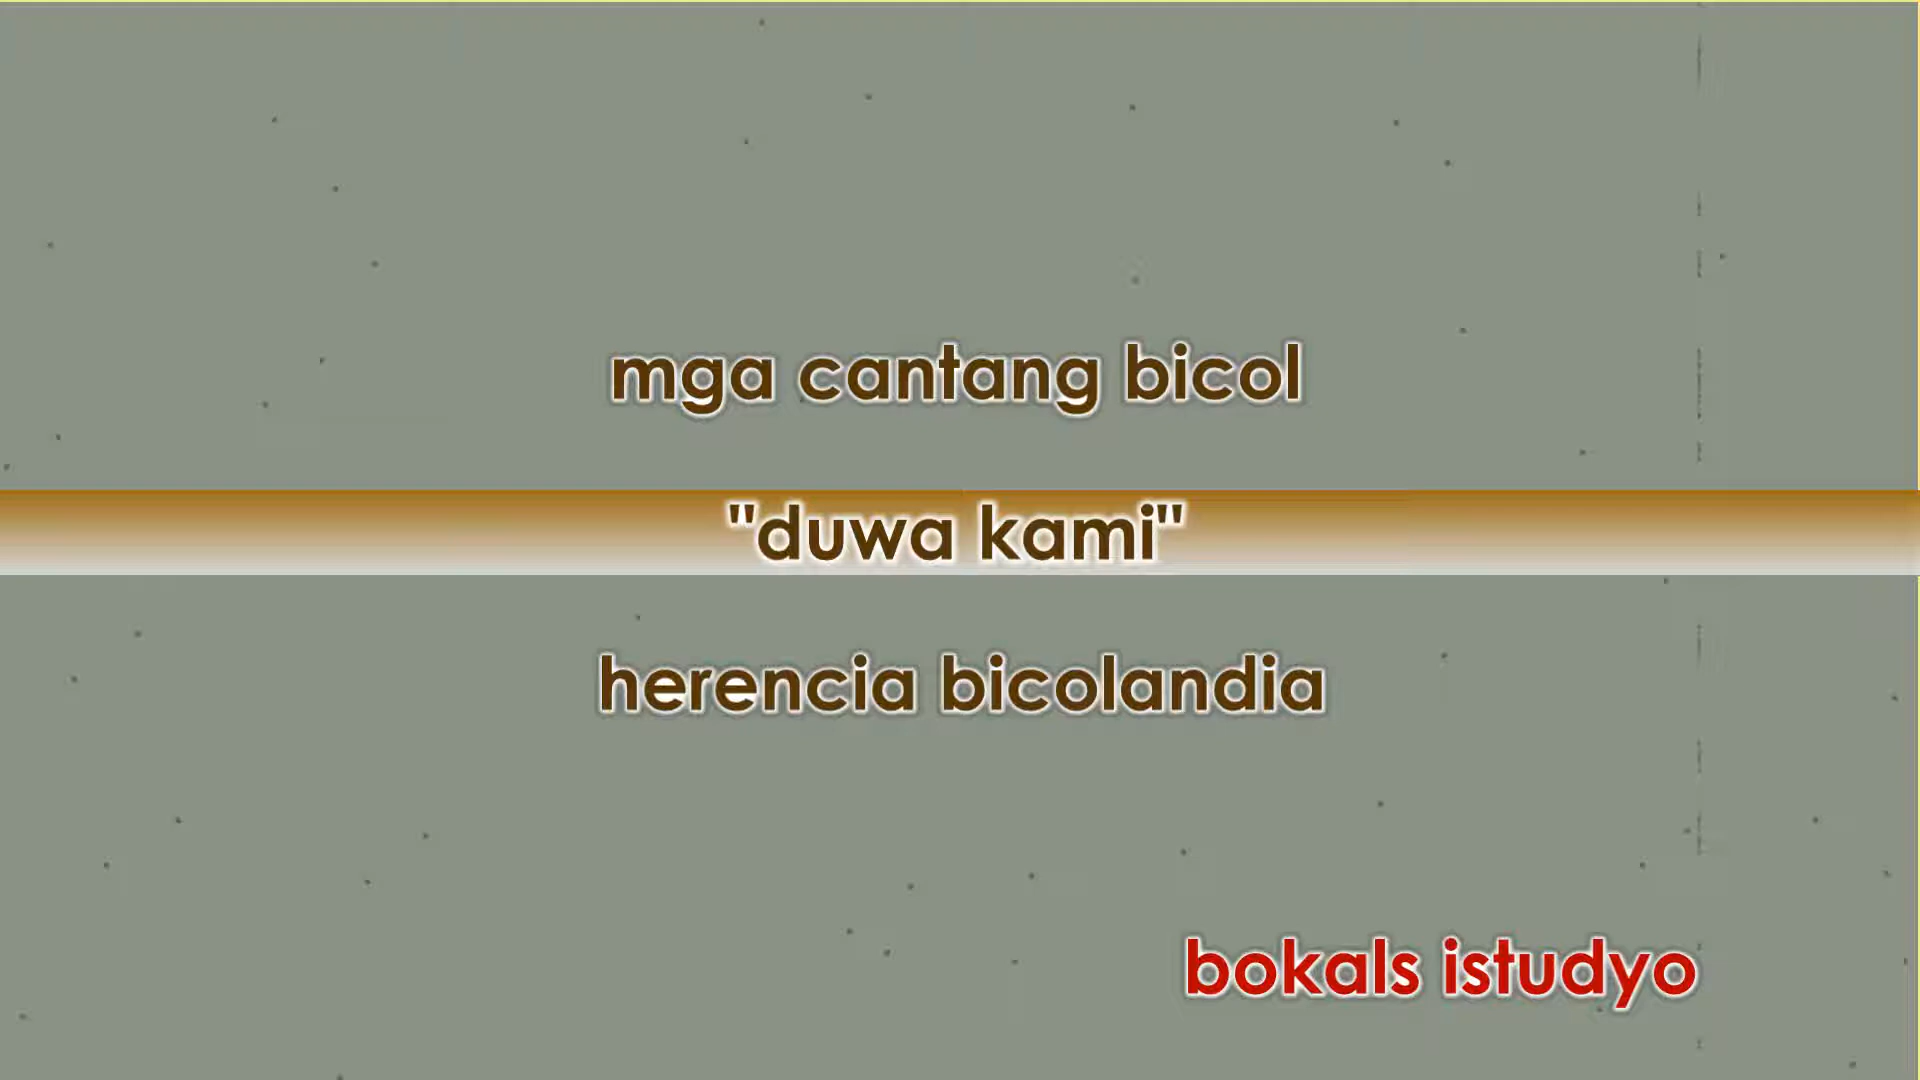 mga cantang bicol
"duwa kami"
herencia bicolandia
bokals istudyo